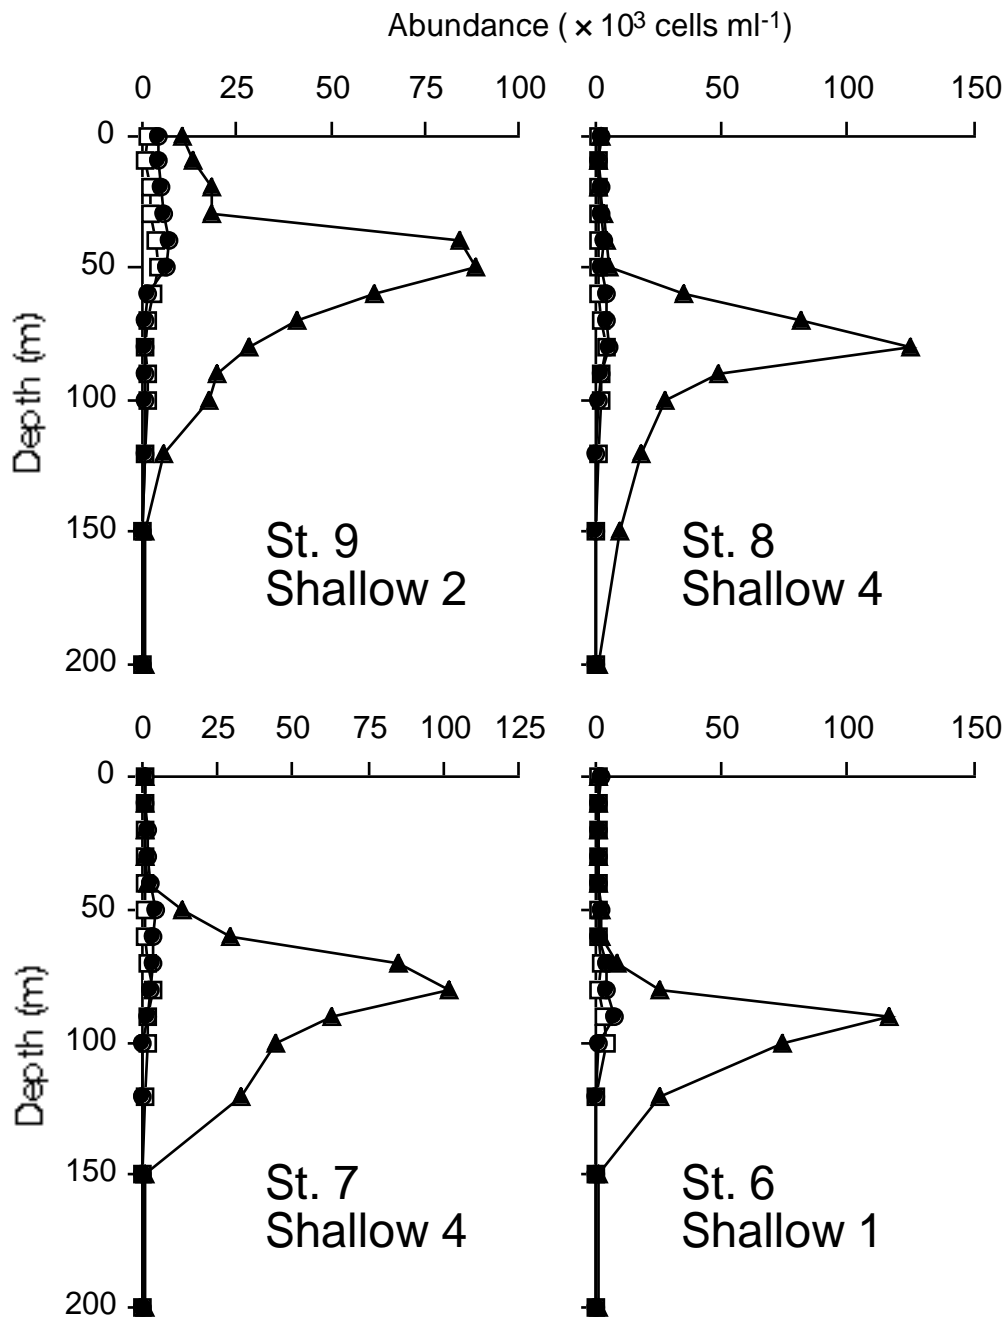 Abundance ( × 10³ cells ml⁻¹)
0 25 50 75 100
0 50 100 150
0
50
100
150
200
Depth (m)
St. 9
Shallow 2
St. 8
Shallow 4
0 25 50 75 100 125
0 50 100 150
0
50
100
150
200
Depth (m)
St. 7
Shallow 4
St. 6
Shallow 1